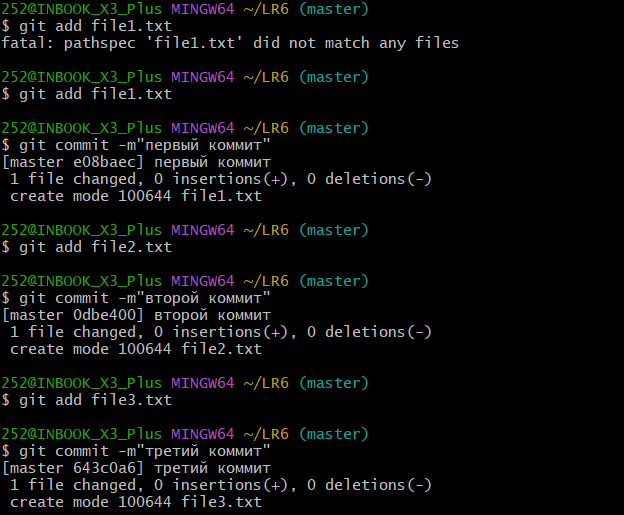 252@INBOOK_X3_Plus MINGW64 ~/LR6 (master)
$ git add file1.txt
fatal: pathspec 'file1.txt' did not match any files
252@INBOOK_X3_Plus MINGW64 ~/LR6 (master)
$ git add file1.txt
252@INBOOK_X3_Plus MINGW64 ~/LR6 (master)
$ git commit -m"первый коммит"
[master e08baec] первый коммит
 1 file changed, 0 insertions(+), 0 deletions(-)
 create mode 100644 file1.txt
252@INBOOK_X3_Plus MINGW64 ~/LR6 (master)
$ git add file2.txt
252@INBOOK_X3_Plus MINGW64 ~/LR6 (master)
$ git commit -m"второй коммит"
[master 0dbe400] второй коммит
 1 file changed, 0 insertions(+), 0 deletions(-)
 create mode 100644 file2.txt
252@INBOOK_X3_Plus MINGW64 ~/LR6 (master)
$ git add file3.txt
252@INBOOK_X3_Plus MINGW64 ~/LR6 (master)
$ git commit -m"третий коммит"
[master 643c0a6] третий коммит
 1 file changed, 0 insertions(+), 0 deletions(-)
 create mode 100644 file3.txt